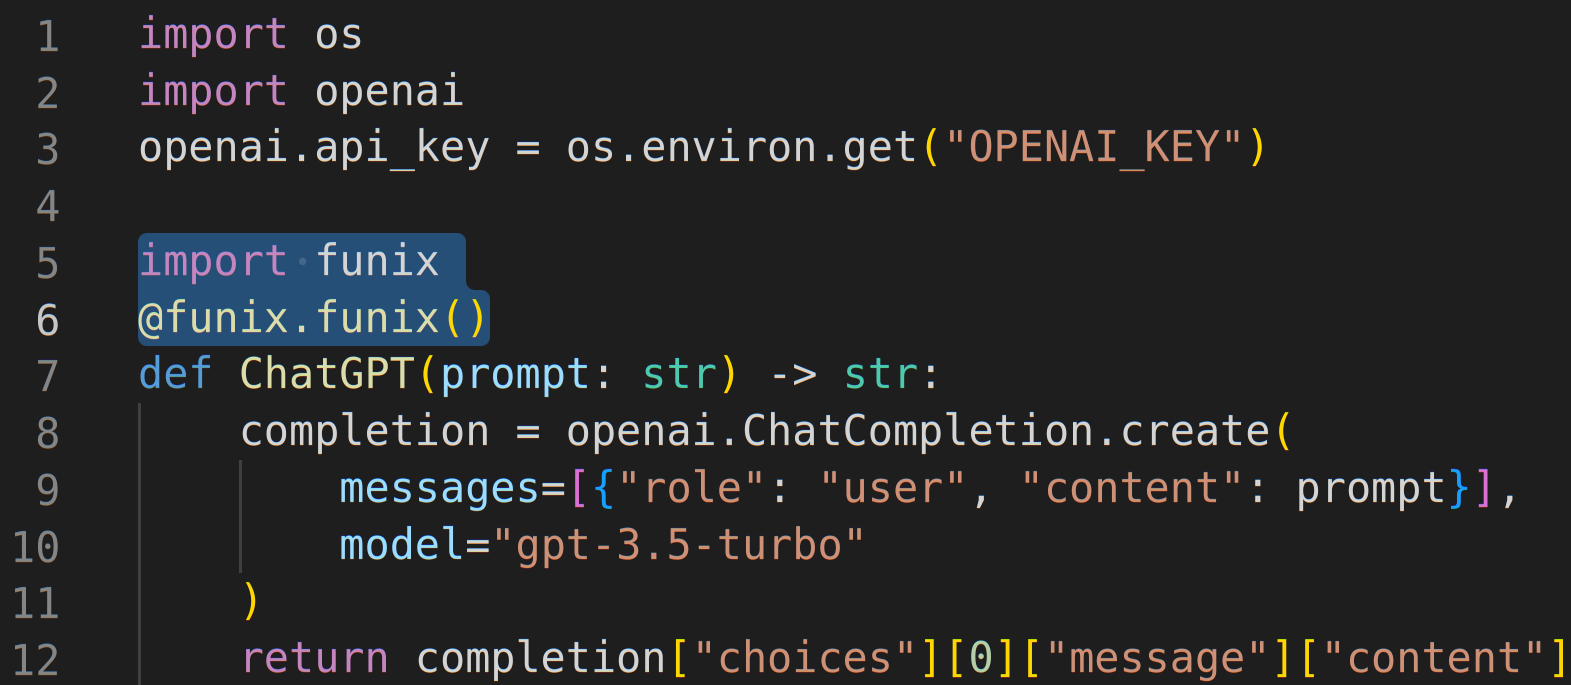 1 import os
2 import openai
3 openai.api_key = os.environ.get("OPENAI_KEY")
4
5 import funix
6 @funix.funix()
7 def ChatGPT(prompt: str) -> str:
8     completion = openai.ChatCompletion.create(
9         messages=[{"role": "user", "content": prompt}],
10         model="gpt-3.5-turbo"
11     )
12     return completion["choices"][0]["message"]["content"]